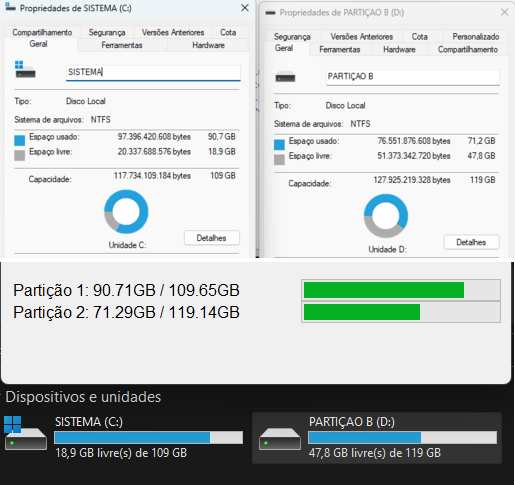 Propriedades de SISTEMA (C:)
Compartilhamento
Segurança
Versões Anteriores
Cota
Geral
Ferramentas
Hardware
SISTEMA
Tipo:
Disco Local
Sistema de arquivos:
NTFS
Espaço usado:
97.396.420.608 bytes
90,7 GB
Espaço livre:
20.337.688.576 bytes
18,9 GB
Capacidade:
117.734.109.184 bytes
109 GB
Unidade C:
Detalhes
Propriedades de PARTIÇAO B (D:)
Segurança
Versões Anteriores
Cota
Personalizado
Geral
Ferramentas
Hardware
Compartilhamento
PARTIÇAO B
Tipo:
Disco Local
Sistema de arquivos:
NTFS
Espaço usado:
76.551.876.608 bytes
71,2 GB
Espaço livre:
51.373.342.720 bytes
47,8 GB
Capacidade:
127.925.219.328 bytes
119 GB
Unidade D:
Detalhes
Partição 1: 90.71GB / 109.65GB
Partição 2: 71.29GB / 119.14GB
Dispositivos e unidades
SISTEMA (C:)
18,9 GB livre(s) de 109 GB
PARTIÇAO B (D:)
47,8 GB livre(s) de 119 GB